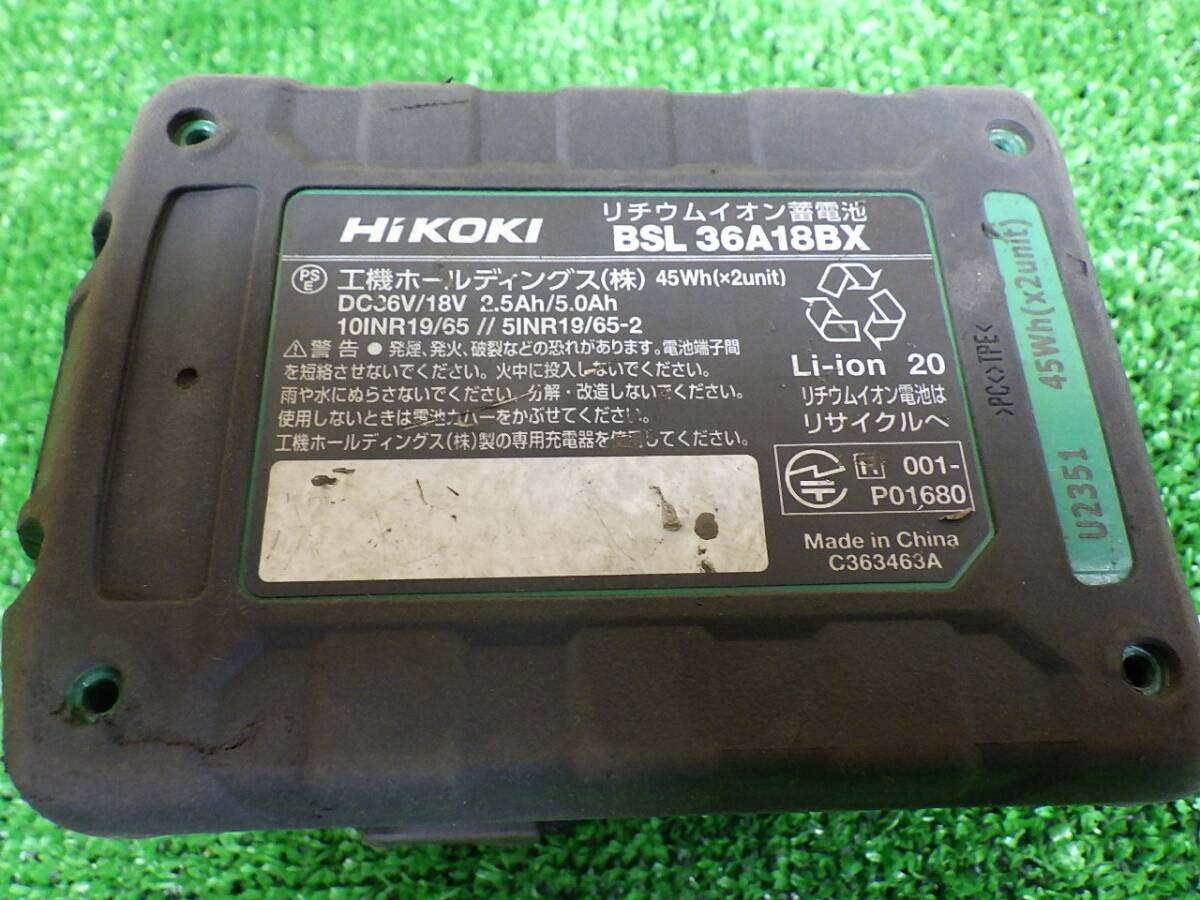 HiKOKI
リチウムイオン蓄電池
BSL 36A18BX
PS E 工機ホールディングス(株) 45Wh(×2unit)
DC36V/18V 2.5Ah/5.0Ah
10INR19/65 // 5INR19/65-2
⚠警告 ● 発煙、発火、破裂などの恐れがあります。電池端子間
を短絡させないでください。火中に投入しないでください。
雨や水にぬらさないでください。分解・改造しないでください。
使用しないときは電池カバーをかぶせてください。
工機ホールディングス(株)製の専用充電器を使用してください。
Li-ion 20
リチウムイオン電池は
リサイクルへ
R 001-
P01680
Made in China
C363463A
>PC<>TPE<
U2351 45Wh(x2unit)